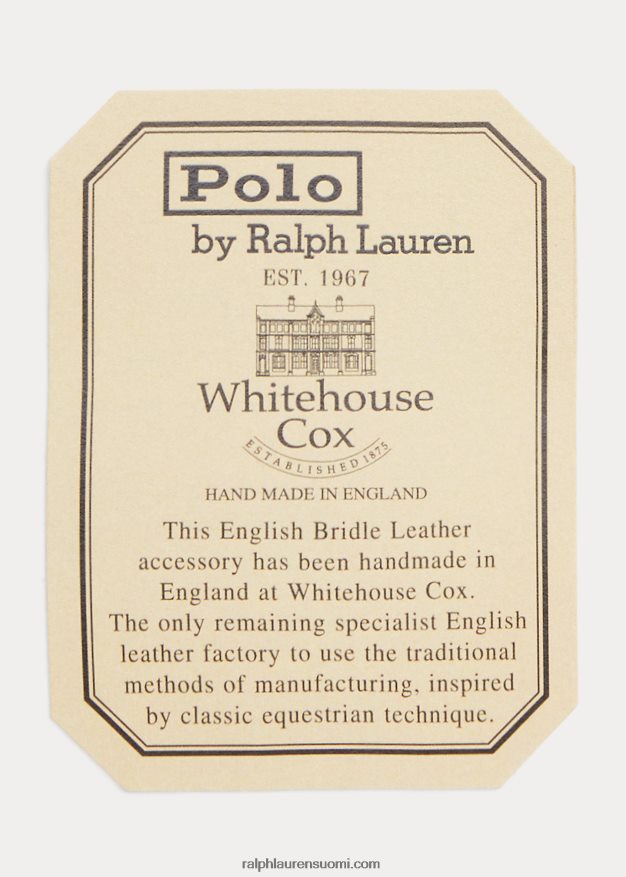 Polo
by Ralph Lauren
EST. 1967
Whitehouse
Cox
ESTABLISHED 1875
HAND MADE IN ENGLAND
This English Bridle Leather
accessory has been handmade in
England at Whitehouse Cox.
The only remaining specialist English
leather factory to use the traditional
methods of manufacturing, inspired
by classic equestrian technique.
ralphlaurensuomi.com